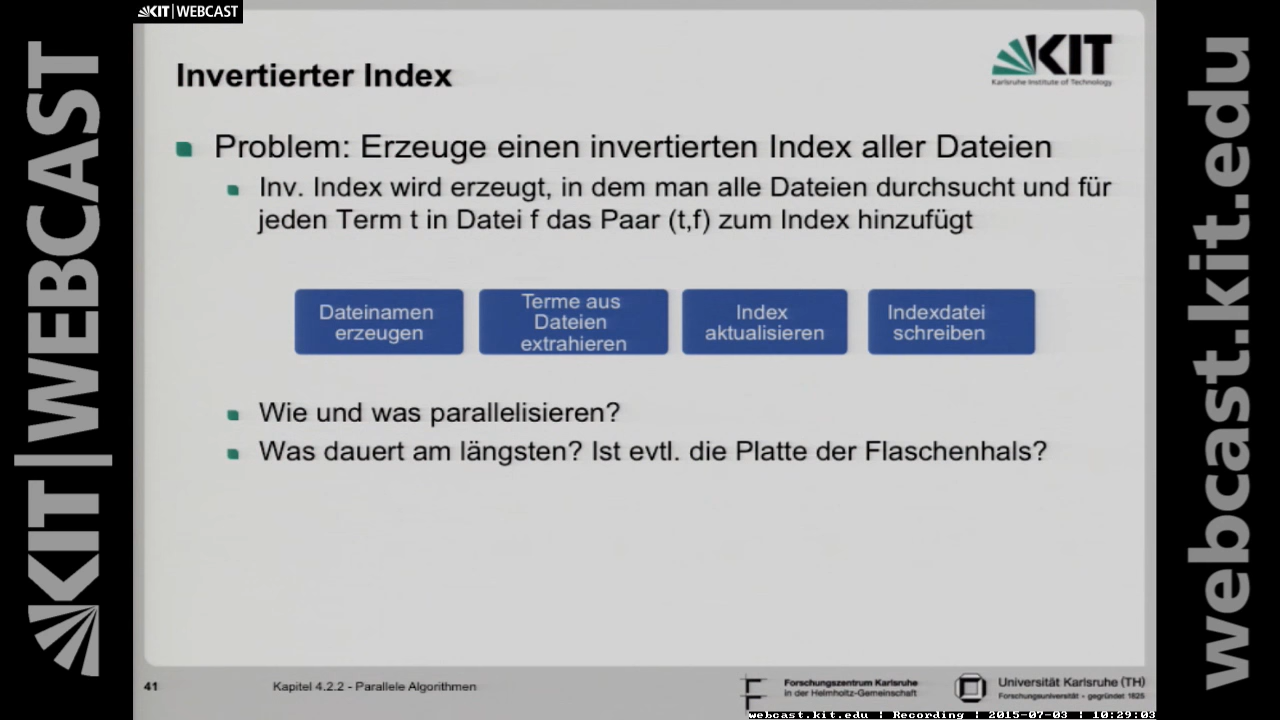 KIT|WEBCAST
KIT
Karlsruhe Institute of Technology
Invertierter Index
Problem: Erzeuge einen invertierten Index aller Dateien
Inv. Index wird erzeugt, in dem man alle Dateien durchsucht und für
jeden Term t in Datei f das Paar (t,f) zum Index hinzufügt
Dateinamen
erzeugen
Terme aus
Dateien
extrahieren
Index
aktualisieren
Indexdatei
schreiben
Wie und was parallelisieren?
Was dauert am längsten? Ist evtl. die Platte der Flaschenhals?
41
Kapitel 4.2.2 - Parallele Algorithmen
Forschungszentrum Karlsruhe
in der Helmholtz-Gemeinschaft
Universität Karlsruhe (TH)
Forschungsuniversität • gegründet 1825
webcast.kit.edu | Recording | 2015-07-03 | 10:29:03
KIT|WEBCAST
webcast.kit.edu